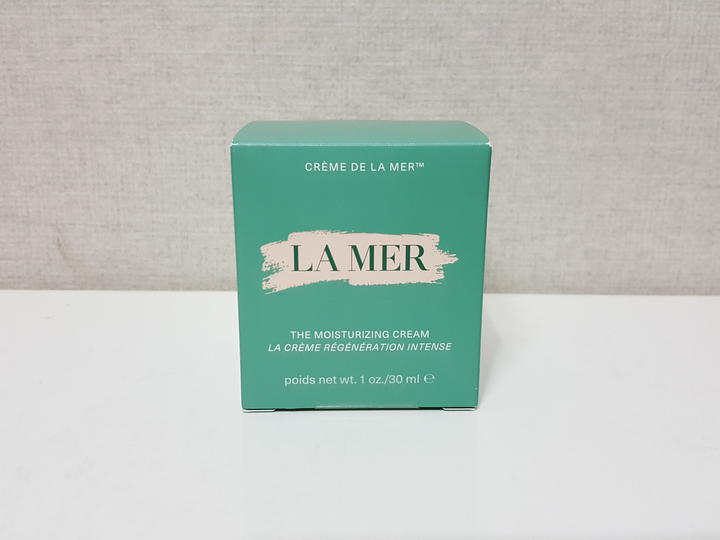 CRÈME DE LA MER™
LA MER
THE MOISTURIZING CREAM
LA CRÈME RÉGÉNÉRATION INTENSE
poids net wt. 1 oz./30 ml ℮